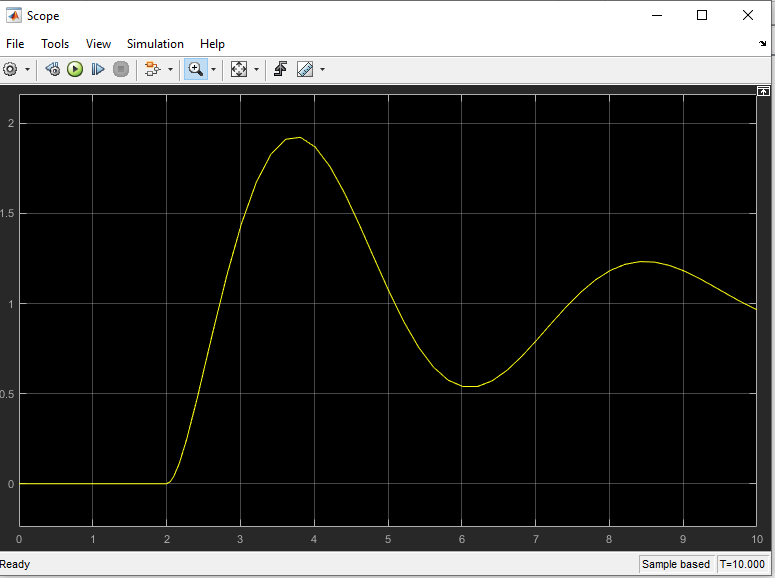 Scope
File Tools View Simulation Help
2
1.5
1
0.5
0
0 1 2 3 4 5 6 7 8 9 10
Ready Sample based T=10.000